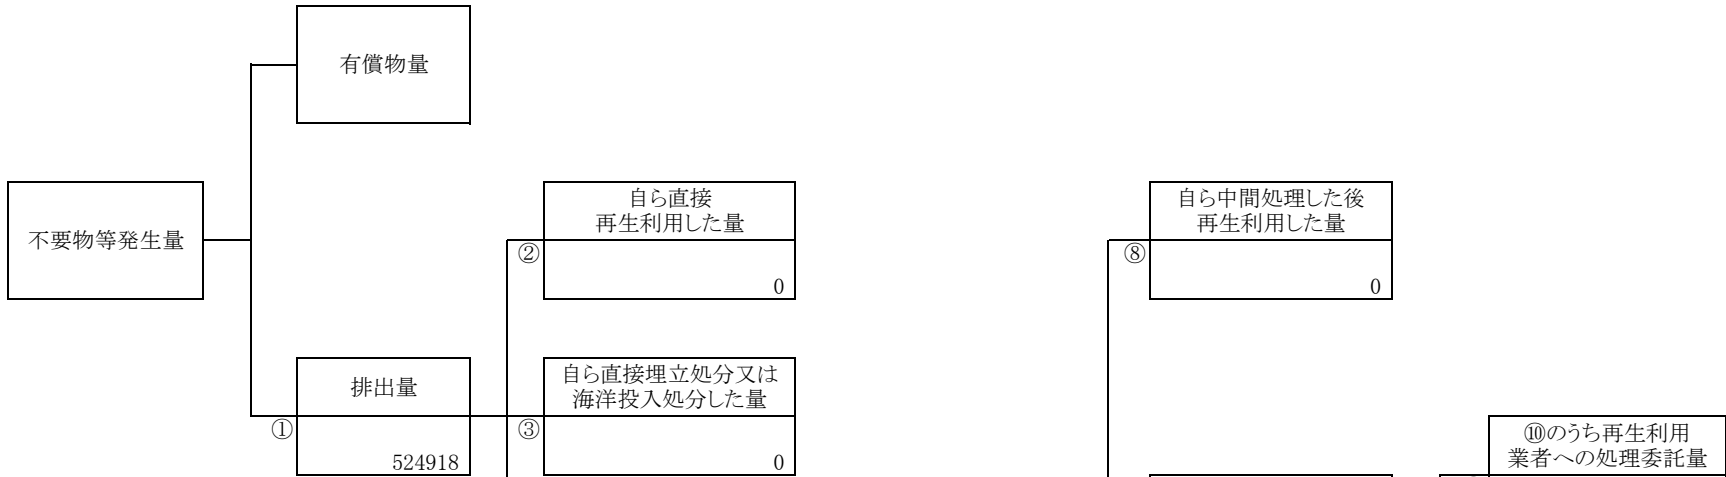 有償物量
不要物等発生量
自ら直接
再生利用した量
②
0
自ら中間処理した後
再生利用した量
⑧
0
排出量
①
524918
自ら直接埋立処分又は
海洋投入処分した量
③
0
⑩のうち再生利用
業者への処理委託量